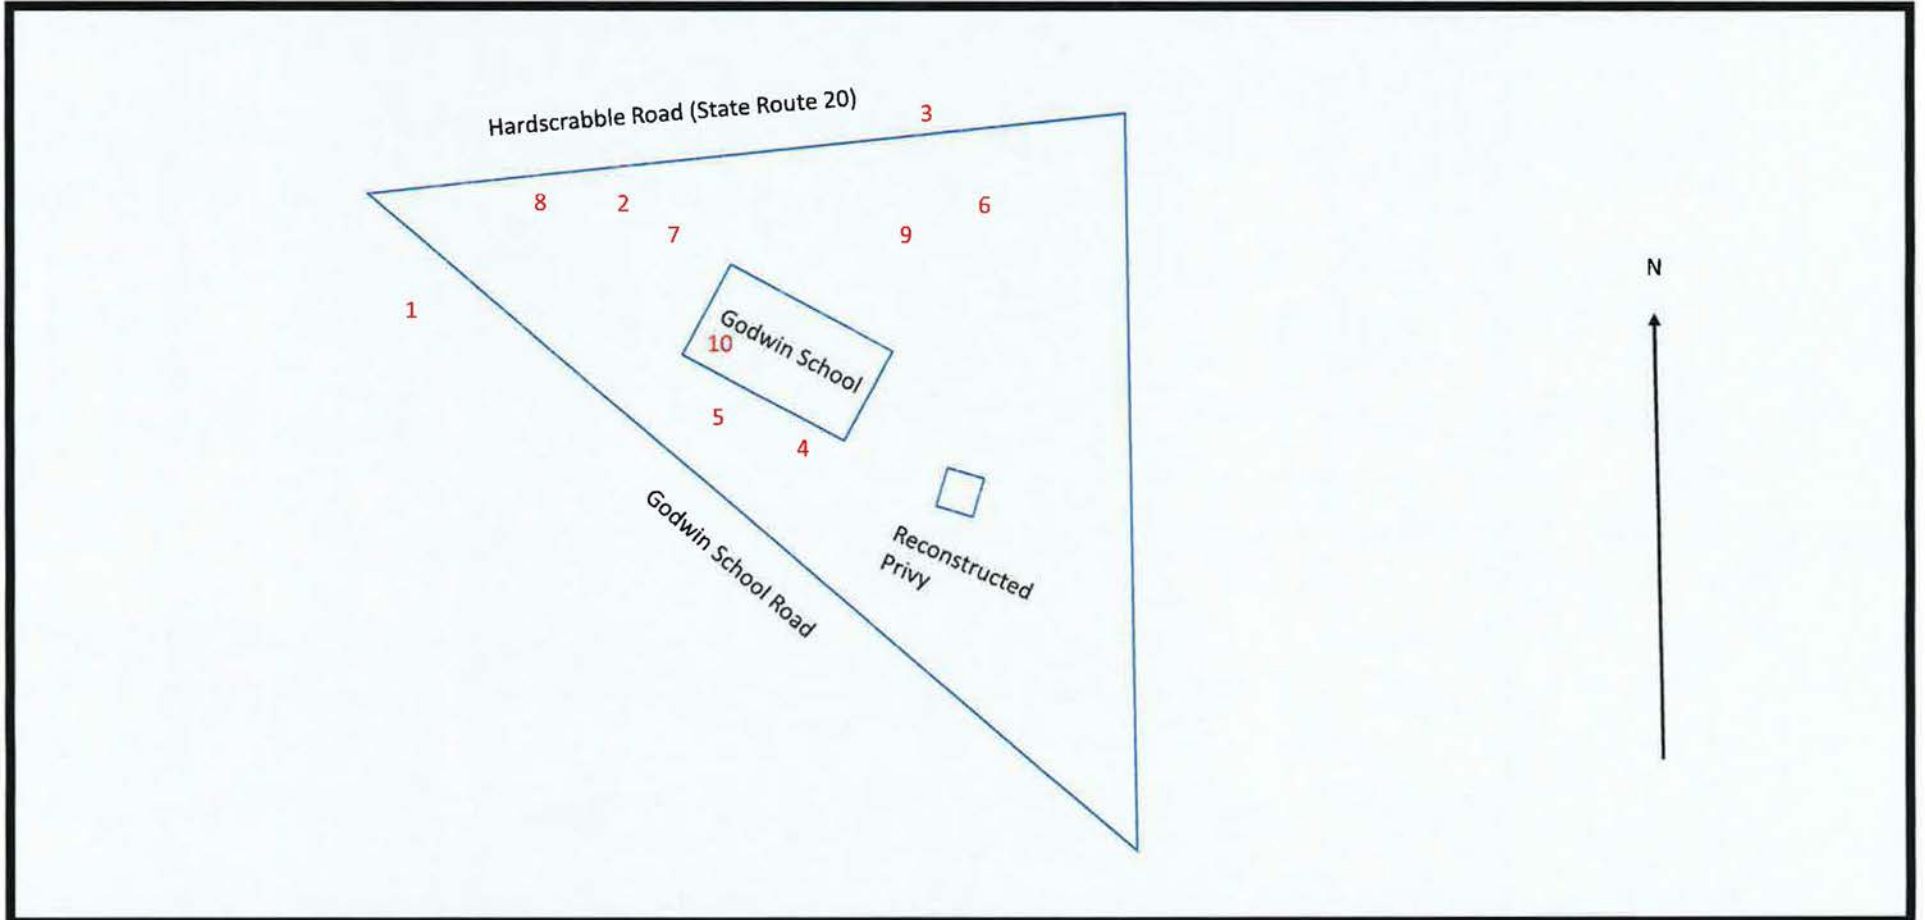 Hardscrabble Road (State Route 20)
3
8
2
6
7
9
N
1
Godwin School
10
5
4
Godwin School Road
Reconstructed
Privy